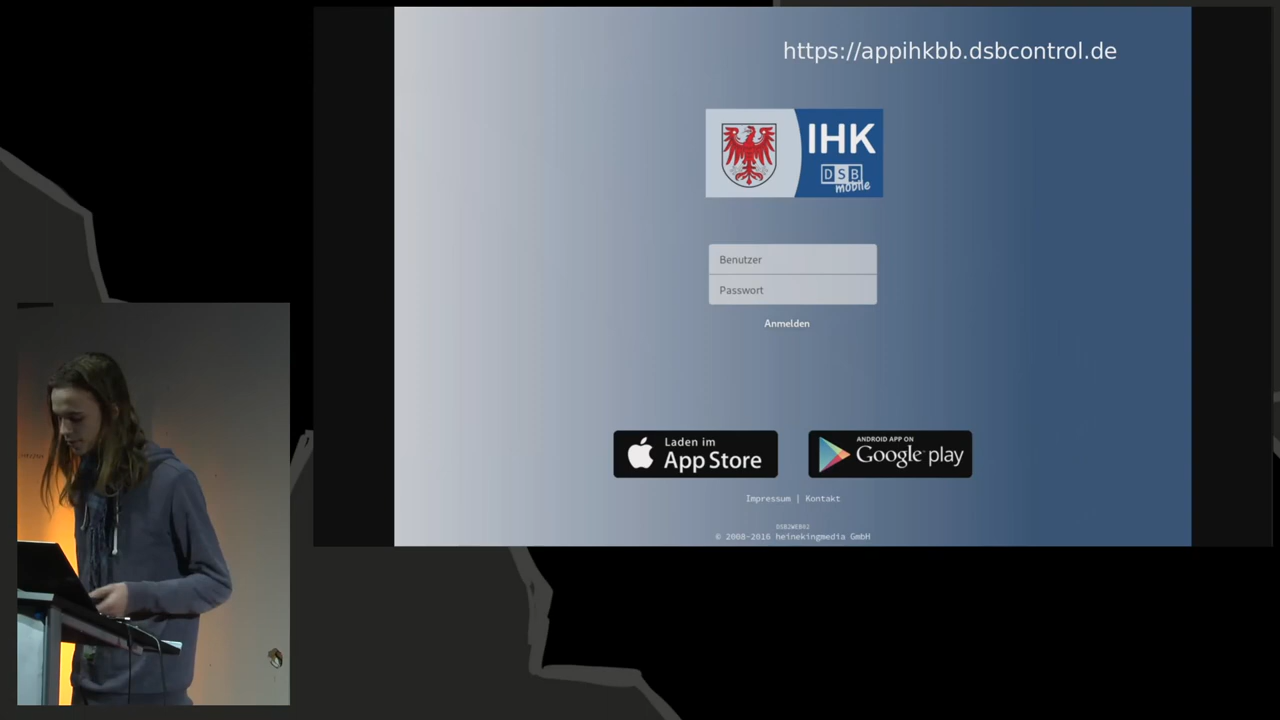 https://appihkbb.dsbcontrol.de
IHK
DSB
mobile
Benutzer
Passwort
Anmelden
Laden im
App Store
ANDROID APP ON
Google play
Impressum | Kontakt
DSB2WEB02
© 2008-2016 heinekingmedia GmbH